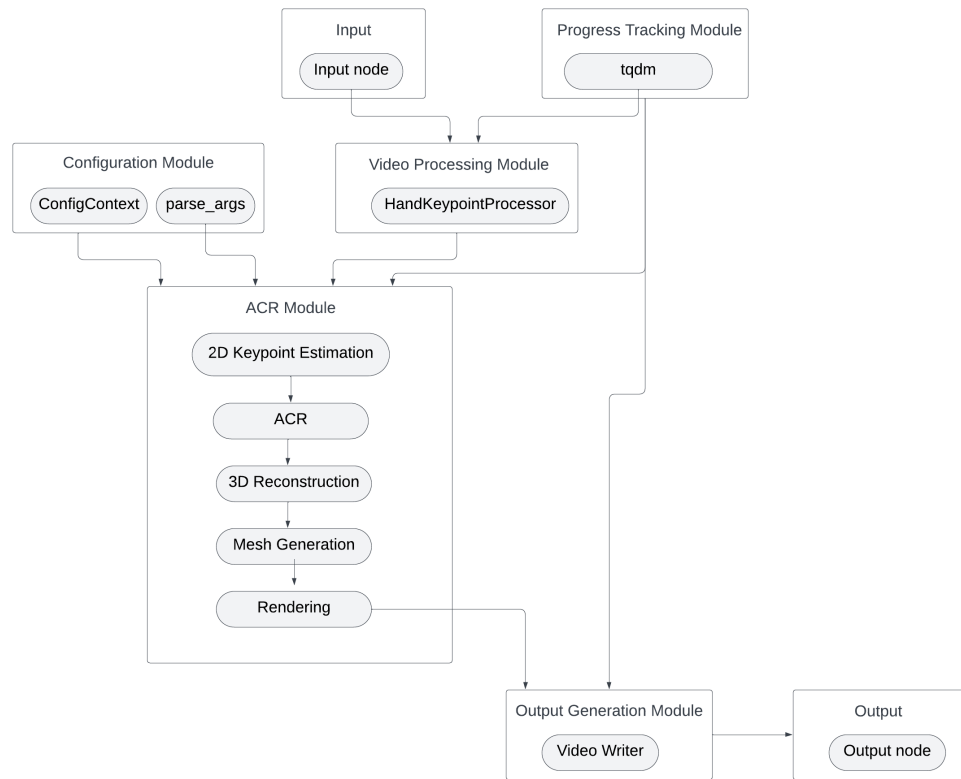 Input
Input node
Progress Tracking Module
tqdm
Configuration Module
ConfigContext
parse_args
Video Processing Module
HandKeypointProcessor
ACR Module
2D Keypoint Estimation
ACR
3D Reconstruction
Mesh Generation
Rendering
Output Generation Module
Video Writer
Output
Output node